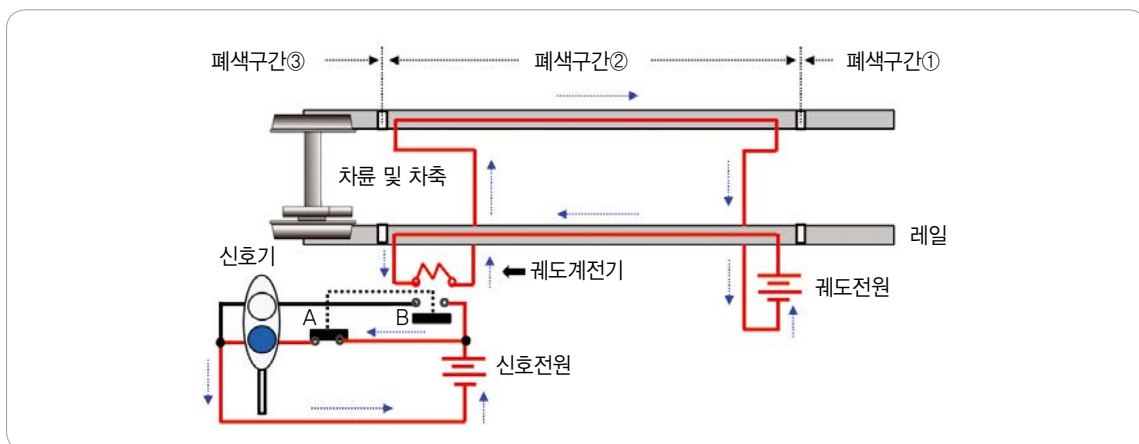 폐색구간③
폐색구간②
폐색구간①
차륜 및 차축
레일
신호기
궤도계전기
궤도전원
A
B
신호전원